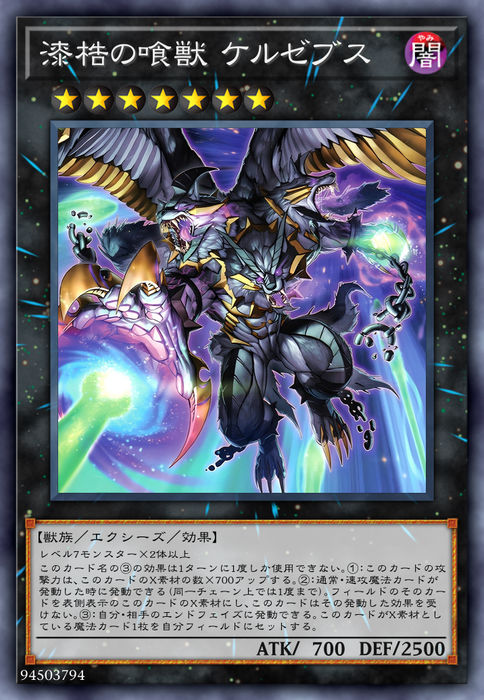 漆梏の喰獣 ケルゼブス
やみ
闇
【獣族／エクシーズ／効果】
レベル7モンスター×2体以上
このカード名の③の効果は1ターンに1度しか使用できない。①：このカードの攻
撃力は、このカードのX素材の数×700アップする。②：通常・速攻魔法カードが
発動した時に発動できる(同一チェーン上では1度まで)。フィールドのそのカー
ドを表側表示のこのカードのX素材にし、このカードはその発動した効果を受
けない。③：自分・相手のエンドフェイズに発動できる。このカードがX素材とし
ている魔法カード1枚を自分フィールドにセットする。
ATK/ 700 DEF/2500
94503794